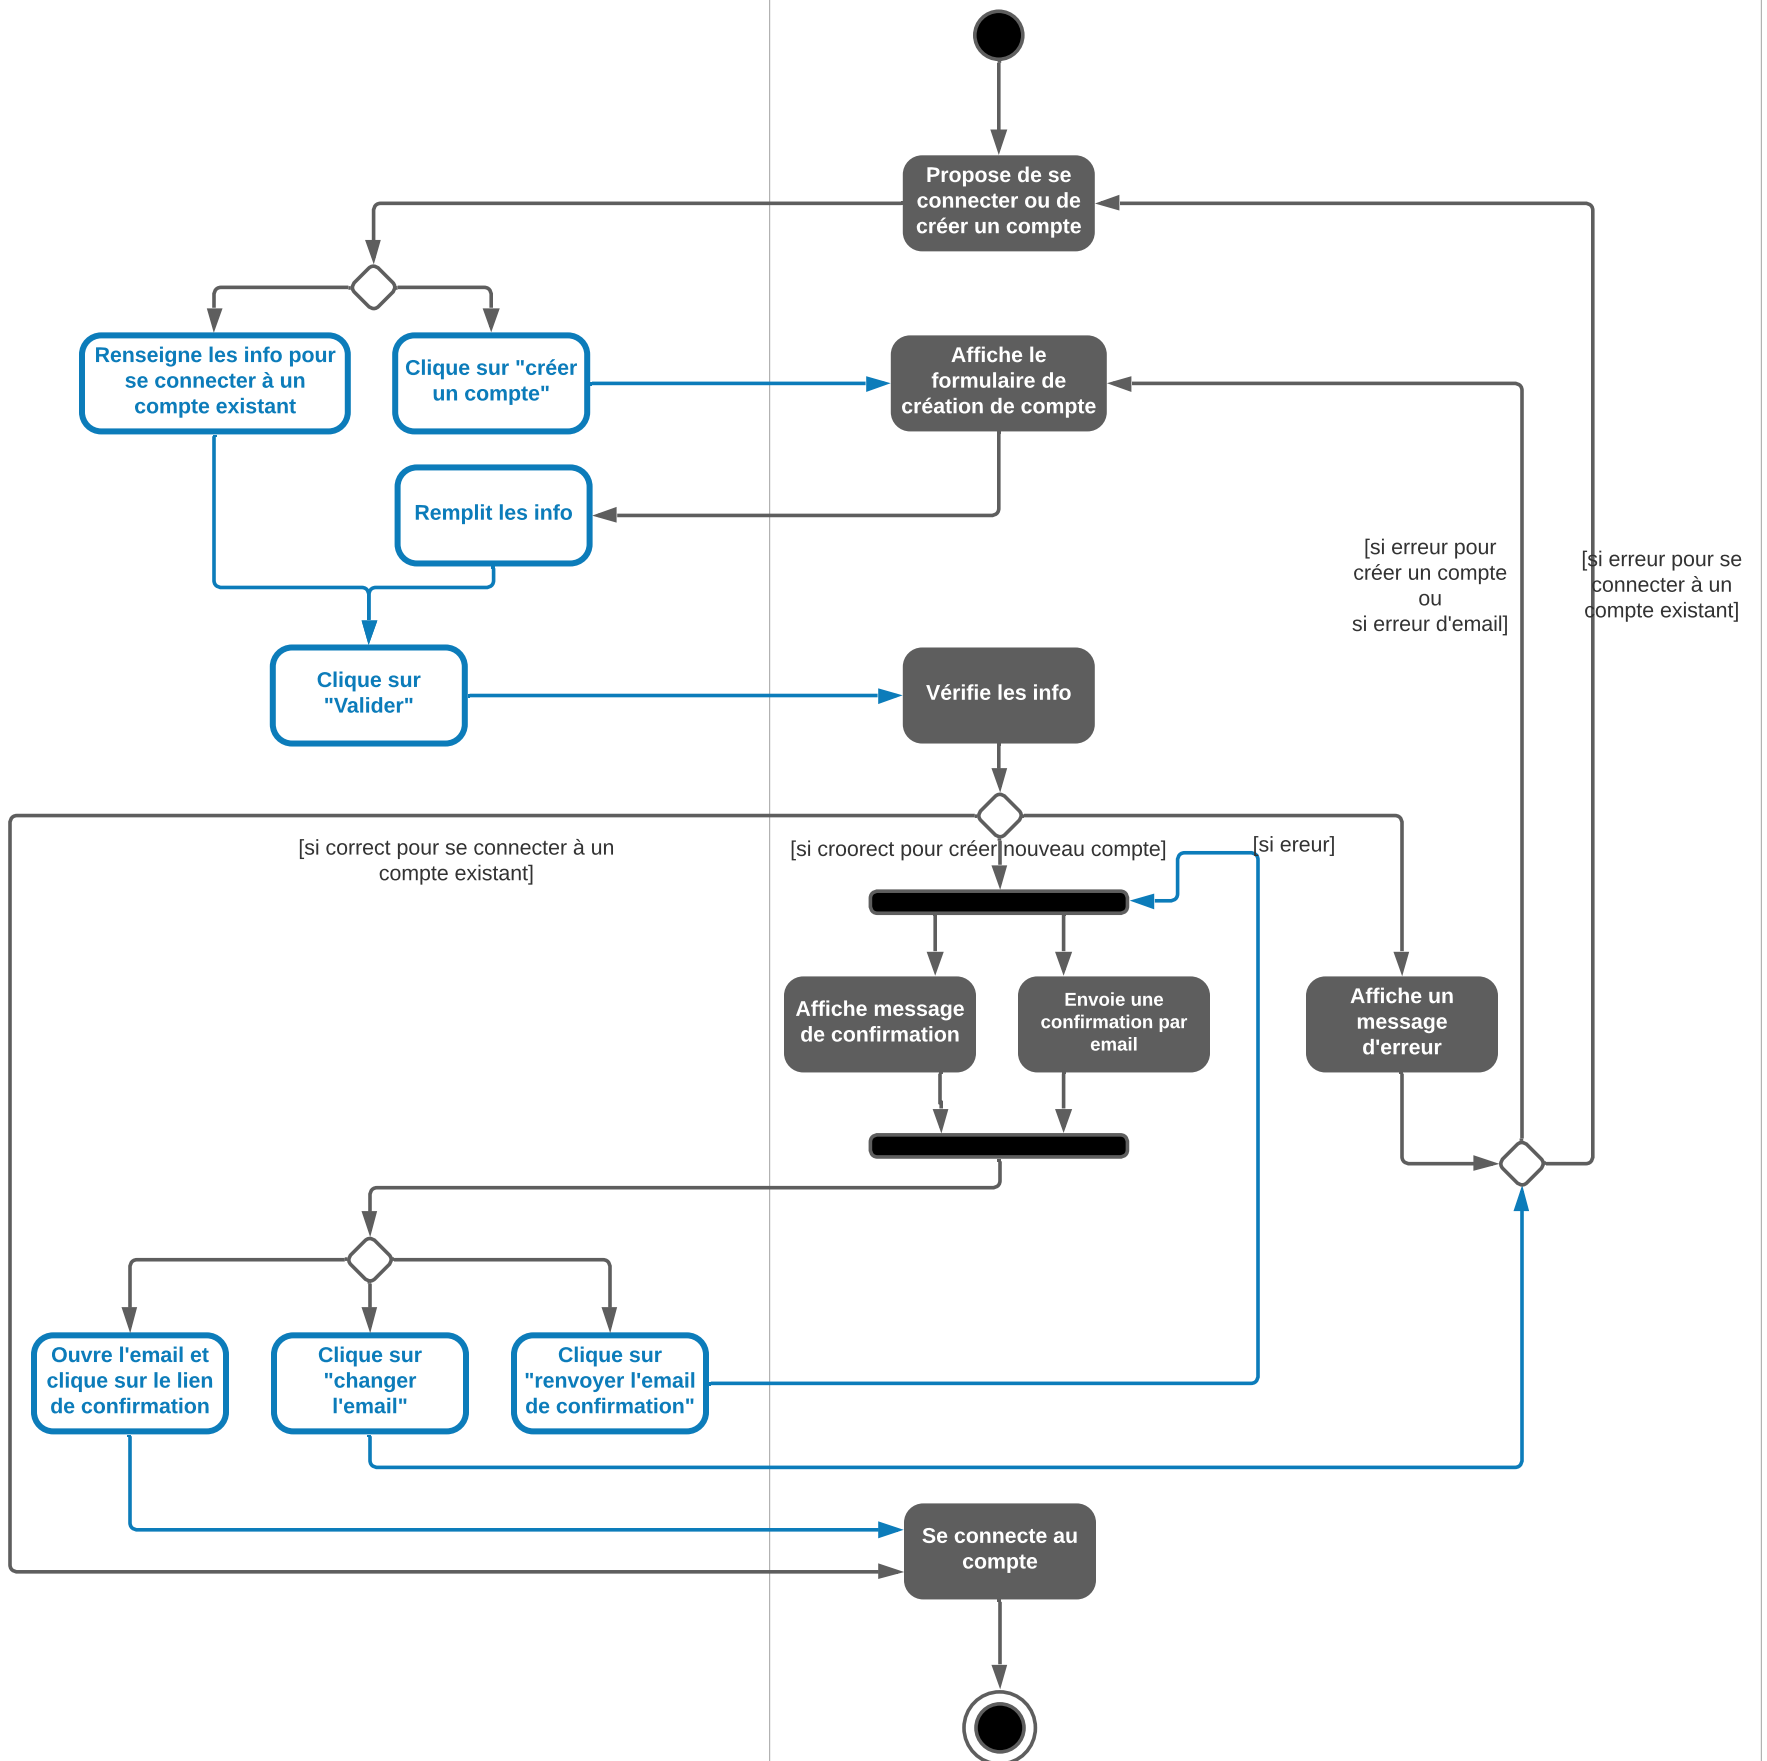 Propose de se
connecter ou de
créer un compte
Renseigne les info pour
se connecter à un
compte existant
Clique sur "créer
un compte"
Affiche le
formulaire de
création de compte
Remplit les info
[si erreur pour
créer un compte
ou
si erreur d'email]
[si erreur pour se
connecter à un
compte existant]
Clique sur
"Valider"
Vérifie les info
[si correct pour se connecter à un
compte existant]
[si croorect pour créer nouveau compte]
[si ereur]
Affiche message
de confirmation
Envoie une
confirmation par
email
Affiche un
message
d'erreur
Ouvre l'email et
clique sur le lien
de confirmation
Clique sur
"changer
l'email"
Clique sur
"renvoyer l'email
de confirmation"
Se connecte au
compte